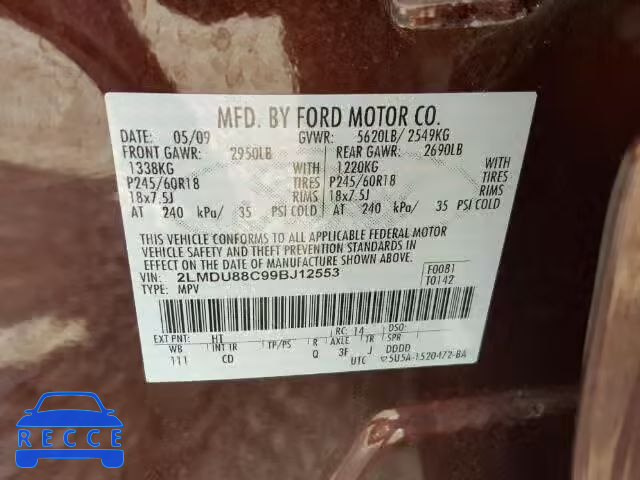 MFD. BY FORD MOTOR CO.
DATE: 05/09 GVWR: 5620LB/ 2549KG
FRONT GAWR: 2950LB REAR GAWR: 2690LB
1338KG WITH 1220KG WITH
P245/60R18 TIRES P245/60R18 TIRES
18x7.5J RIMS 18x7.5J RIMS
AT 240 kPa/ 35 PSI COLD AT 240 kPa/ 35 PSI COLD
THIS VEHICLE CONFORMS TO ALL APPLICABLE FEDERAL MOTOR
VEHICLE SAFETY AND THEFT PREVENTION STANDARDS IN
EFFECT ON THE DATE OF MANUFACTURE SHOWN ABOVE.
VIN: 2LMDU88C99BJ12553 F0081
TYPE: MPV T0142
EXT PNT: HT RC: 14 DSO:
WB INT TR TP/PS R AXLE TR SPR
111 CD Q 3F J DDDD
UTC 5U5A-1520472-BA
RECCE